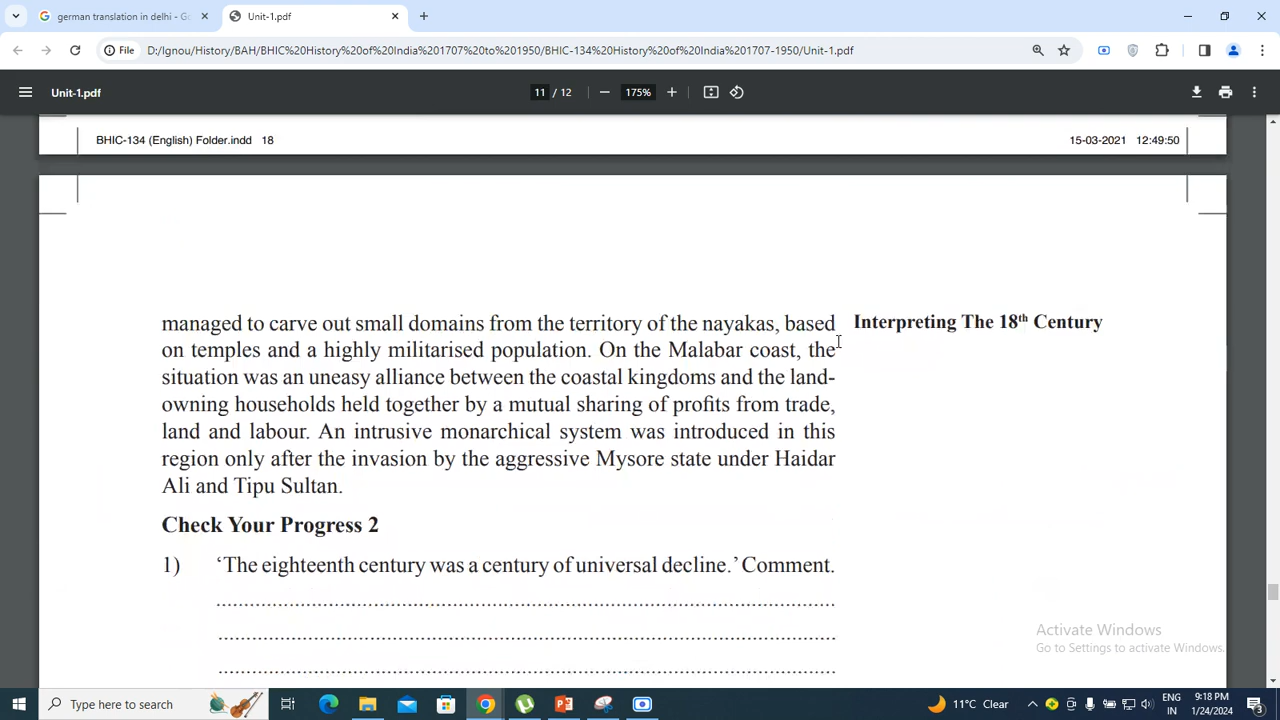 german translation in delhi - Go
Unit-1.pdf
File
D:/Ignou/History/BAH/BHIC%20History%20of%20India%201707%20to%201950/BHIC-134%20History%20of%20India%201707-1950/Unit-1.pdf
Unit-1.pdf
11 / 12
175%
BHIC-134 (English) Folder.indd 18
15-03-2021 12:49:50
managed to carve out small domains from the territory of the nayakas, based
on temples and a highly militarised population. On the Malabar coast, the
situation was an uneasy alliance between the coastal kingdoms and the land-
owning households held together by a mutual sharing of profits from trade,
land and labour. An intrusive monarchical system was introduced in this
region only after the invasion by the aggressive Mysore state under Haidar
Ali and Tipu Sultan.
Interpreting The 18th Century
Check Your Progress 2
1) ‘The eighteenth century was a century of universal decline.’ Comment.
................................................................................
................................................................................
................................................................................
Activate Windows
Go to Settings to activate Windows.
Type here to search
11°C Clear
ENG
IN
9:18 PM
1/24/2024
3